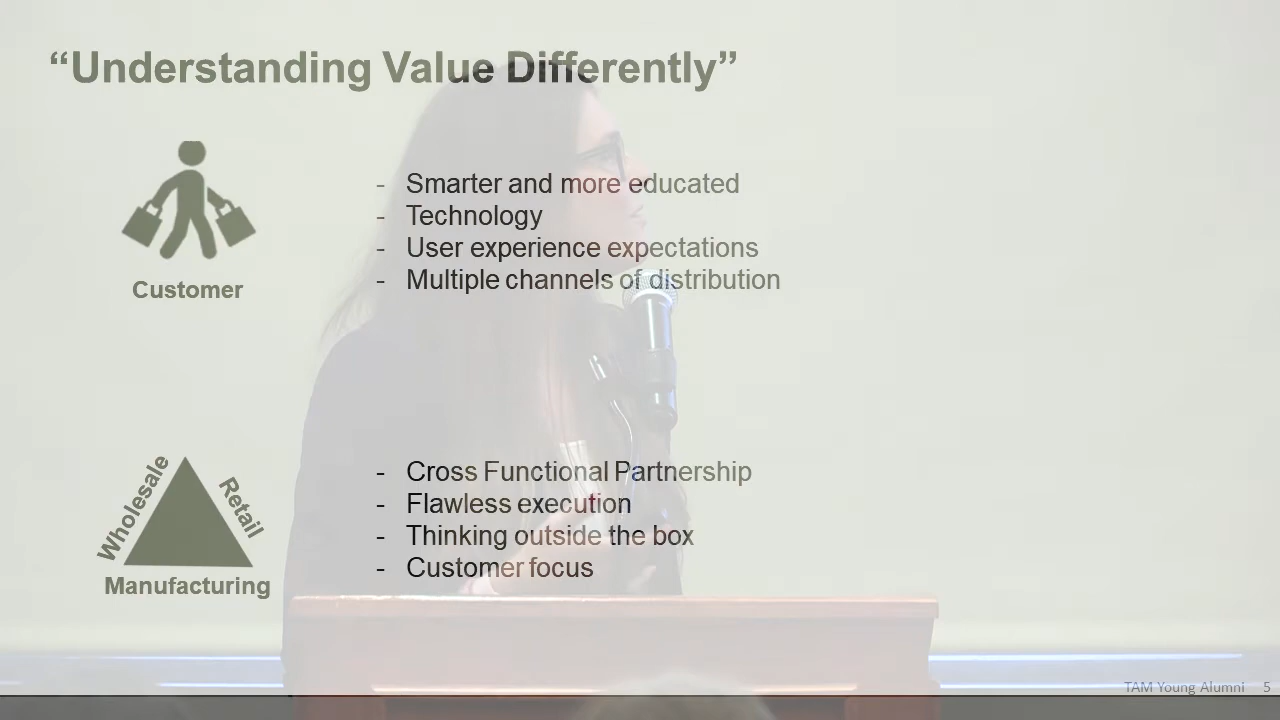 “Understanding Value Differently”
- Smarter and more educated
- Technology
- User experience expectations
- Multiple channels of distribution
Customer
- Cross Functional Partnership
- Flawless execution
- Thinking outside the box
- Customer focus
Wholesale
Retail
Manufacturing
TAM Young Alumni 5